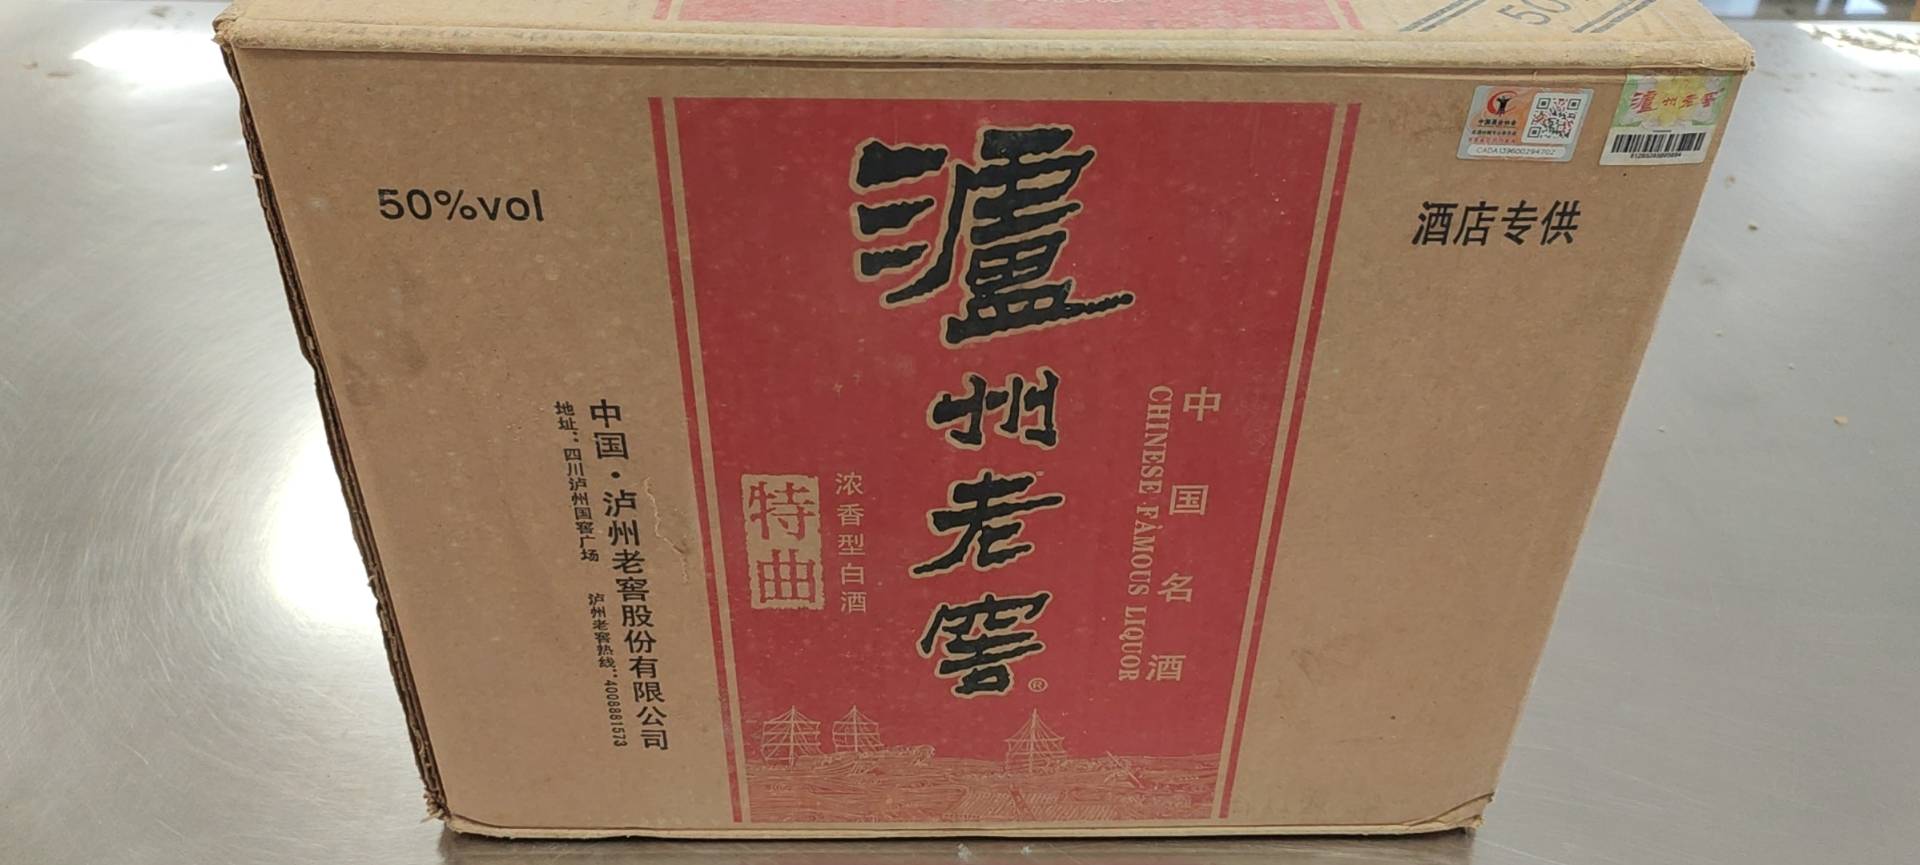 50%vol
瀘州老窖®
特曲
浓香型白酒
中国名酒
CHINESE FAMOUS LIQUOR
酒店专供
中国·泸州老窖股份有限公司
地址:四川泸州国窖广场 泸州老窖热线:4008881573
瀘州老窖
CADA139600294702
50